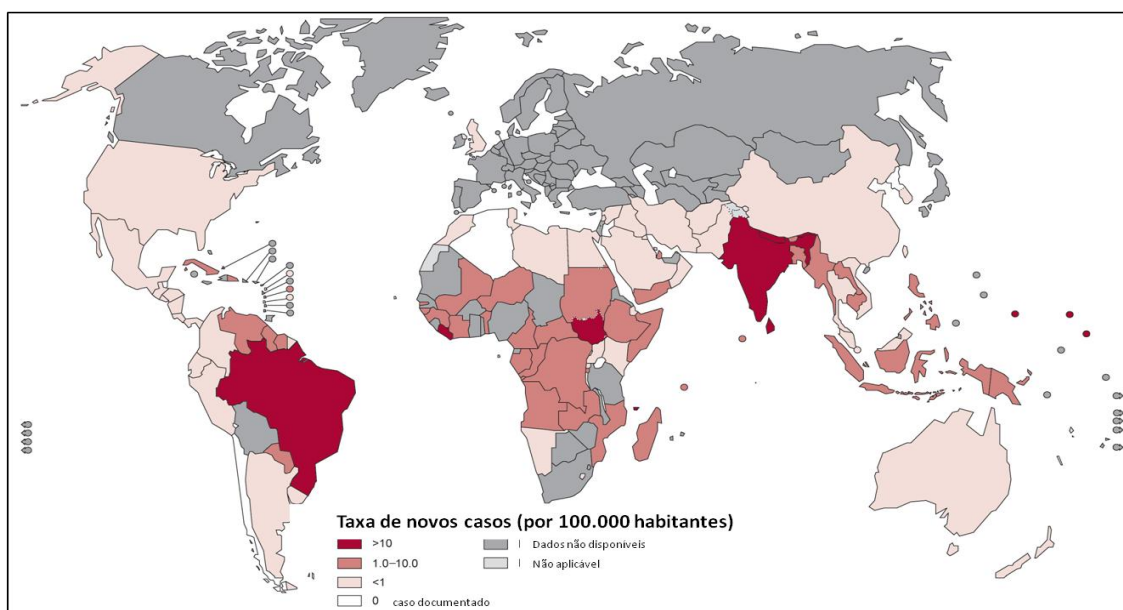 Taxa de novos casos (por 100.000 habitantes)
>10
1.0–10.0
<1
0 caso documentado
Dados não disponíveis
Não aplicável